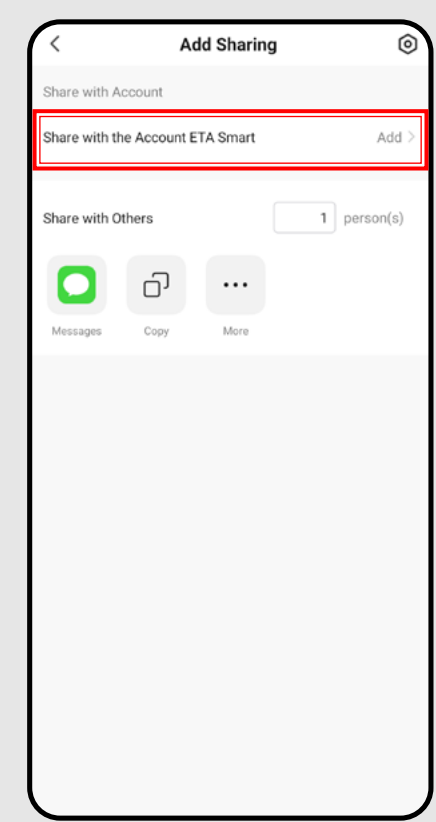 Add Sharing
Share with Account
Share with the Account ETA Smart Add
Share with Others 1 person(s)
Messages Copy More